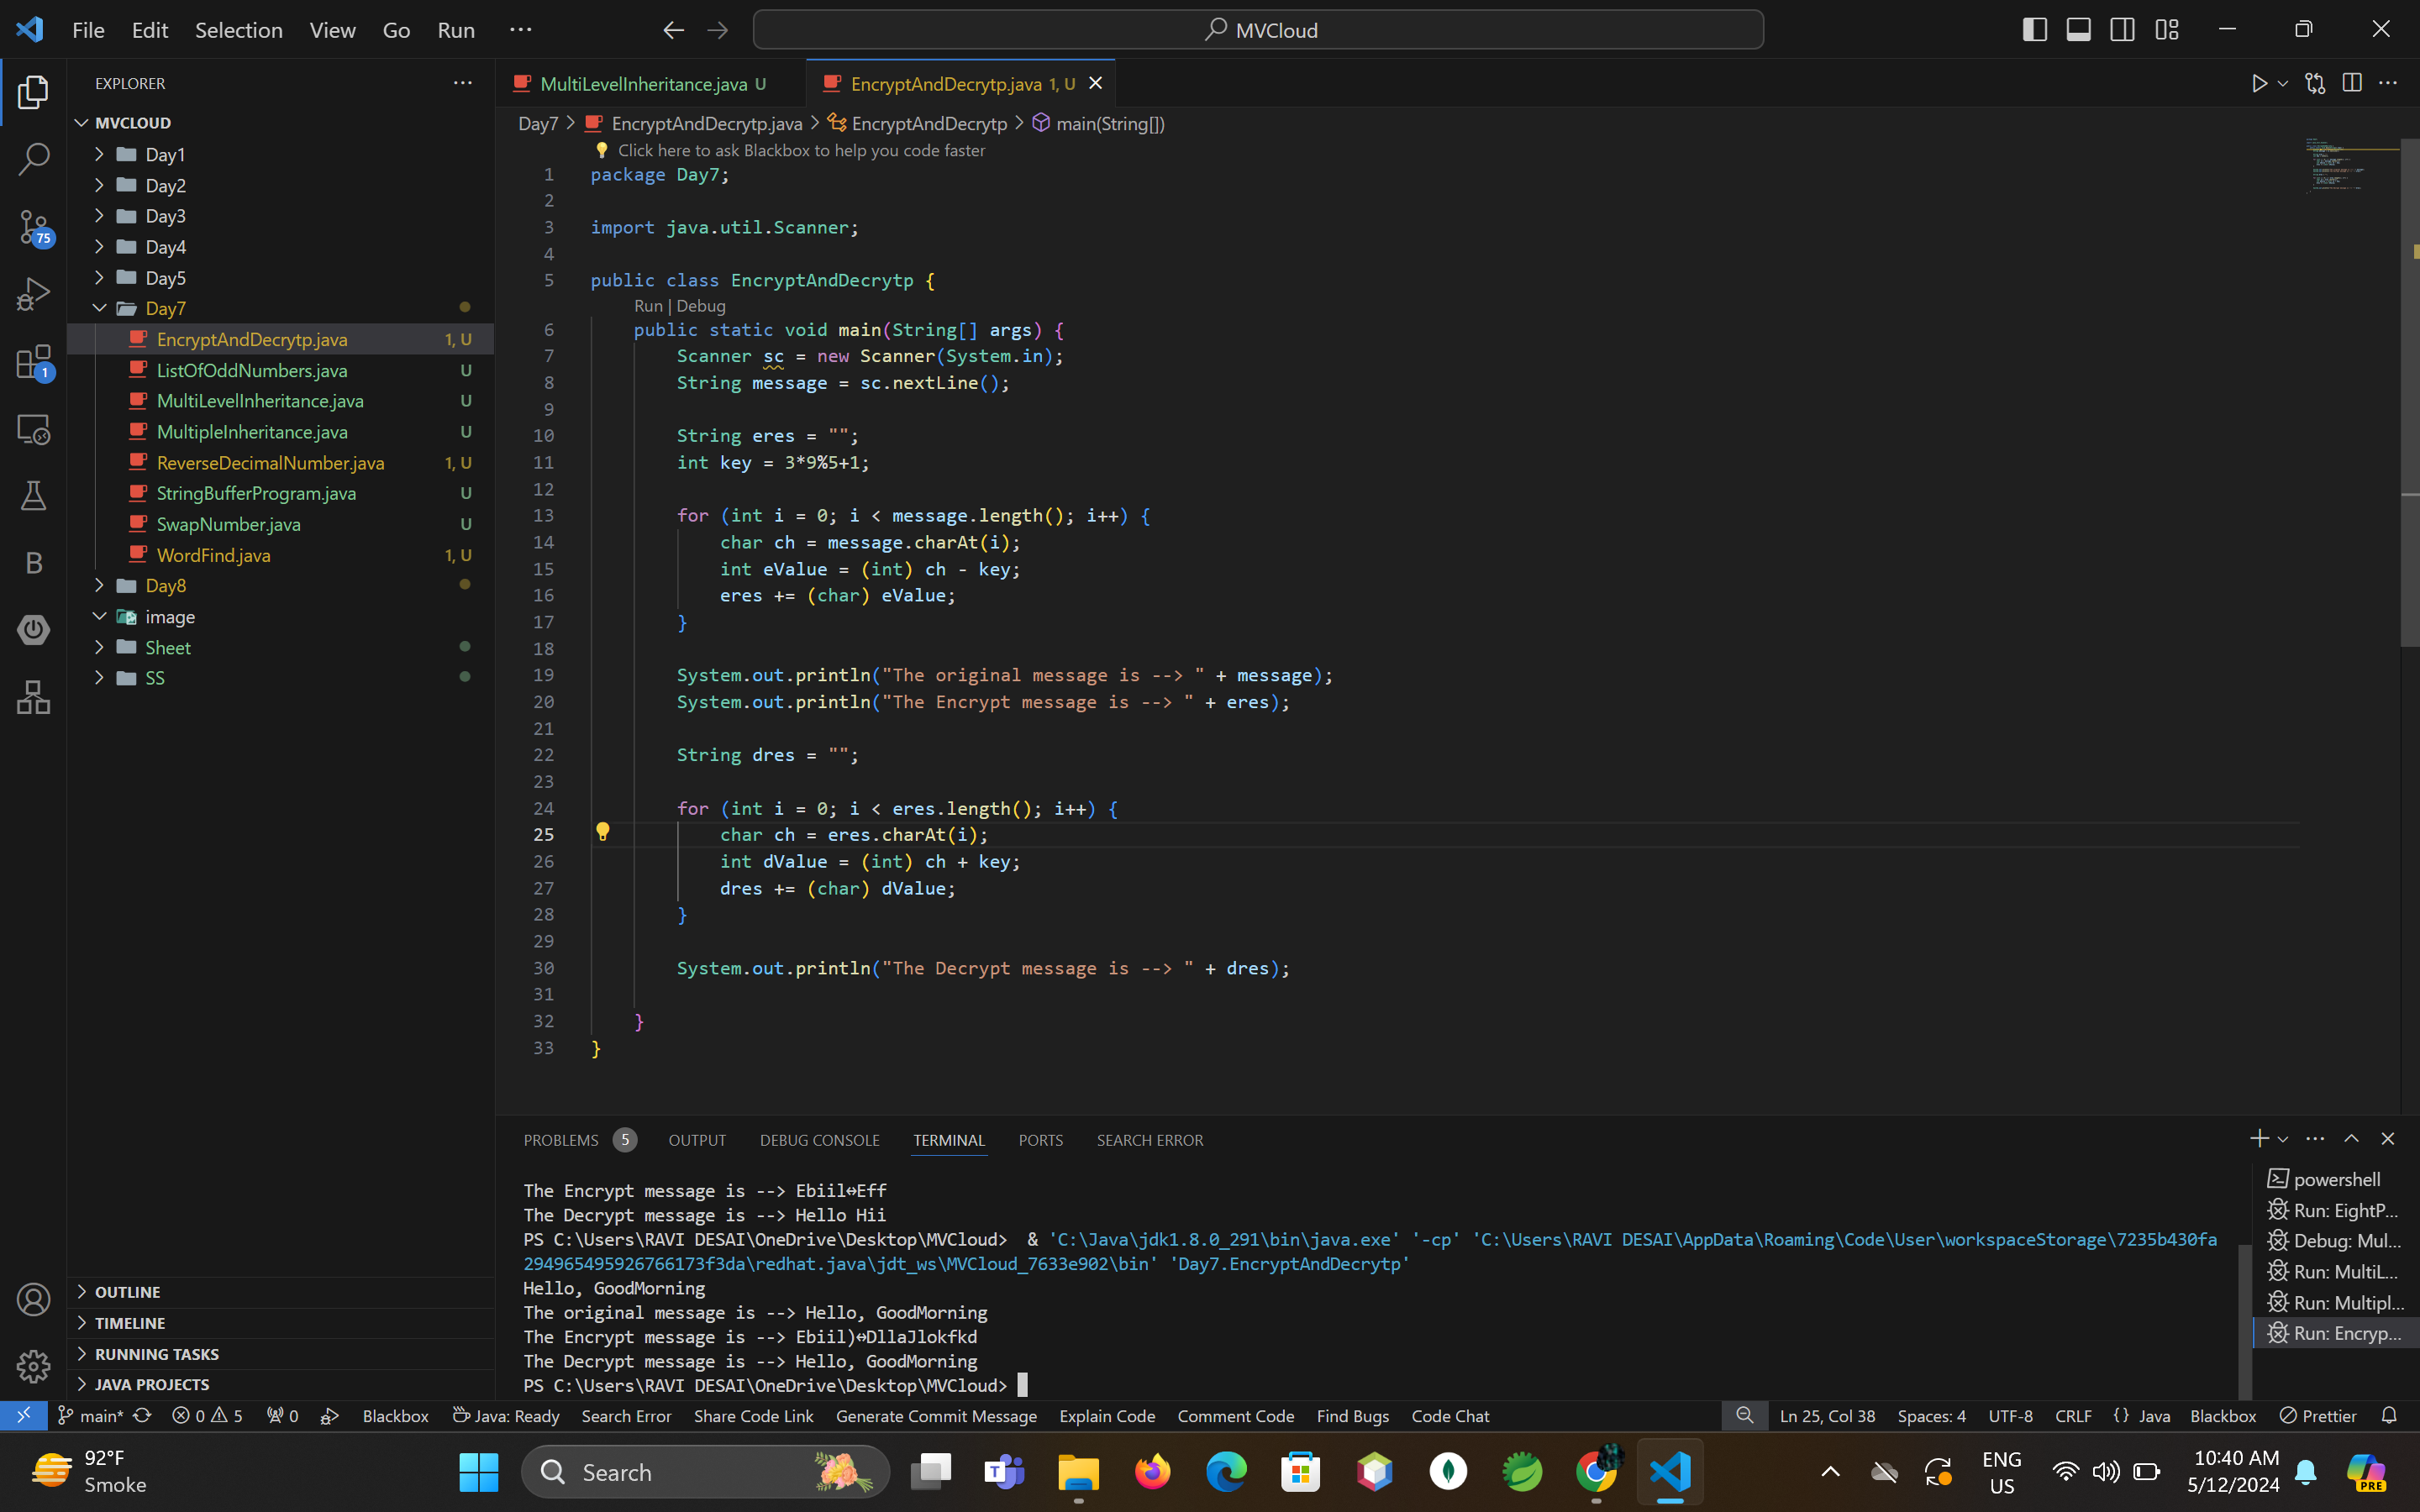 File Edit Selection View Go Run ··· MVCloud
EXPLORER ···
MVCLOUD
Day1
Day2
Day3
Day4
Day5
Day7
EncryptAndDecrytp.java 1, U
ListOfOddNumbers.java U
MultiLevelInheritance.java U
MultipleInheritance.java U
ReverseDecimalNumber.java 1, U
StringBufferProgram.java U
SwapNumber.java U
WordFind.java 1, U
Day8
image
Sheet
SS
OUTLINE
TIMELINE
RUNNING TASKS
JAVA PROJECTS
75
1
B
MultiLevelInheritance.java U EncryptAndDecrytp.java 1, U
Day7 > EncryptAndDecrytp.java > EncryptAndDecrytp > main(String[])
Click here to ask Blackbox to help you code faster
1 package Day7;
2
3 import java.util.Scanner;
4
5 public class EncryptAndDecrytp {
Run | Debug
6 public static void main(String[] args) {
7 Scanner sc = new Scanner(System.in);
8 String message = sc.nextLine();
9
10 String eres = "";
11 int key = 3*9%5+1;
12
13 for (int i = 0; i < message.length(); i++) {
14 char ch = message.charAt(i);
15 int eValue = (int) ch - key;
16 eres += (char) eValue;
17 }
18
19 System.out.println("The original message is --> " + message);
20 System.out.println("The Encrypt message is --> " + eres);
21
22 String dres = "";
23
24 for (int i = 0; i < eres.length(); i++) {
25 char ch = eres.charAt(i);
26 int dValue = (int) ch + key;
27 dres += (char) dValue;
28 }
29
30 System.out.println("The Decrypt message is --> " + dres);
31
32 }
33 }
PROBLEMS 5 OUTPUT DEBUG CONSOLE TERMINAL PORTS SEARCH ERROR
The Encrypt message is --> Ebiil↔Eff
The Decrypt message is --> Hello Hii
PS C:\Users\RAVI DESAI\OneDrive\Desktop\MVCloud> & 'C:\Java\jdk1.8.0_291\bin\java.exe' '-cp' 'C:\Users\RAVI DESAI\AppData\Roaming\Code\User\workspaceStorage\7235b430fa
294965495926766173f3da\redhat.java\jdt_ws\MVCloud_7633e902\bin' 'Day7.EncryptAndDecrytp'
Hello, GoodMorning
The original message is --> Hello, GoodMorning
The Encrypt message is --> Ebiil)↔DllaJlokfkd
The Decrypt message is --> Hello, GoodMorning
PS C:\Users\RAVI DESAI\OneDrive\Desktop\MVCloud>
powershell
Run: EightP...
Debug: Mul...
Run: MultiL...
Run: Multipl...
Run: Encryp...
main* 0 5 0 Blackbox Java: Ready Search Error Share Code Link Generate Commit Message Explain Code Comment Code Find Bugs Code Chat Ln 25, Col 38 Spaces: 4 UTF-8 CRLF {} Java Blackbox Prettier
92°F
Smoke
Search
ENG
US
10:40 AM
5/12/2024
PRE